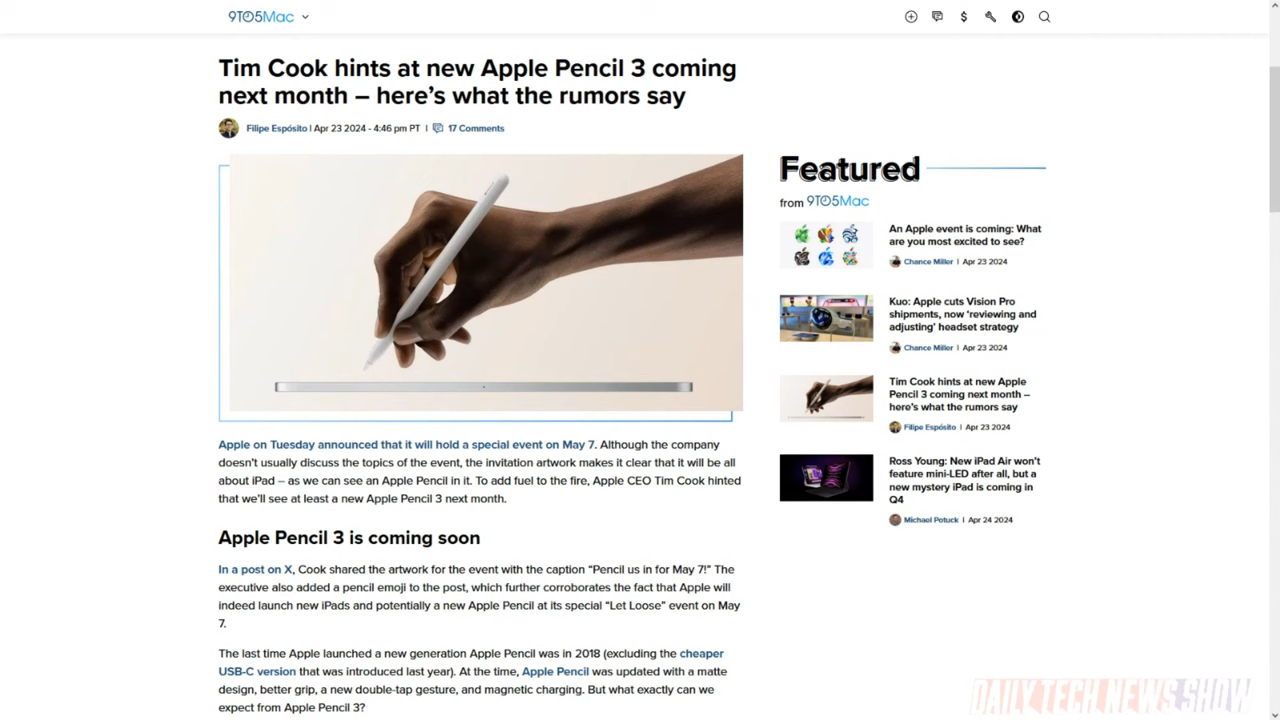 9TO5Mac
Tim Cook hints at new Apple Pencil 3 coming
next month – here's what the rumors say
Filipe Espósito | Apr 23 2024 - 4:46 pm PT | 17 Comments
Apple on Tuesday announced that it will hold a special event on May 7. Although the company
doesn't usually discuss the topics of the event, the invitation artwork makes it clear that it will be all
about iPad – as we can see an Apple Pencil in it. To add fuel to the fire, Apple CEO Tim Cook hinted
that we'll see at least a new Apple Pencil 3 next month.
Apple Pencil 3 is coming soon
In a post on X, Cook shared the artwork for the event with the caption “Pencil us in for May 7!” The
executive also added a pencil emoji to the post, which further corroborates the fact that Apple will
indeed launch new iPads and potentially a new Apple Pencil at its special “Let Loose” event on May
7.
The last time Apple launched a new generation Apple Pencil was in 2018 (excluding the cheaper
USB-C version that was introduced last year). At the time, Apple Pencil was updated with a matte
design, better grip, a new double-tap gesture, and magnetic charging. But what exactly can we
expect from Apple Pencil 3?
Featured
from 9TO5Mac
An Apple event is coming: What
are you most excited to see?
Chance Miller | Apr 23 2024
Kuo: Apple cuts Vision Pro
shipments, now ‘reviewing and
adjusting’ headset strategy
Chance Miller | Apr 23 2024
Tim Cook hints at new Apple
Pencil 3 coming next month –
here's what the rumors say
Filipe Espósito | Apr 23 2024
Ross Young: New iPad Air won't
feature mini-LED after all, but a
new mystery iPad is coming in
Q4
Michael Potuck | Apr 24 2024
DAILY TECH NEWS SHOW